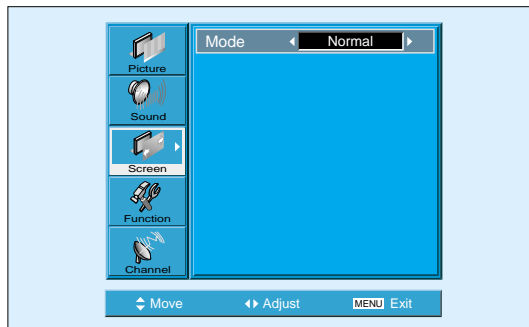 Mode Normal
Picture
Sound
Screen
Function
Channel
Move Adjust MENU Exit